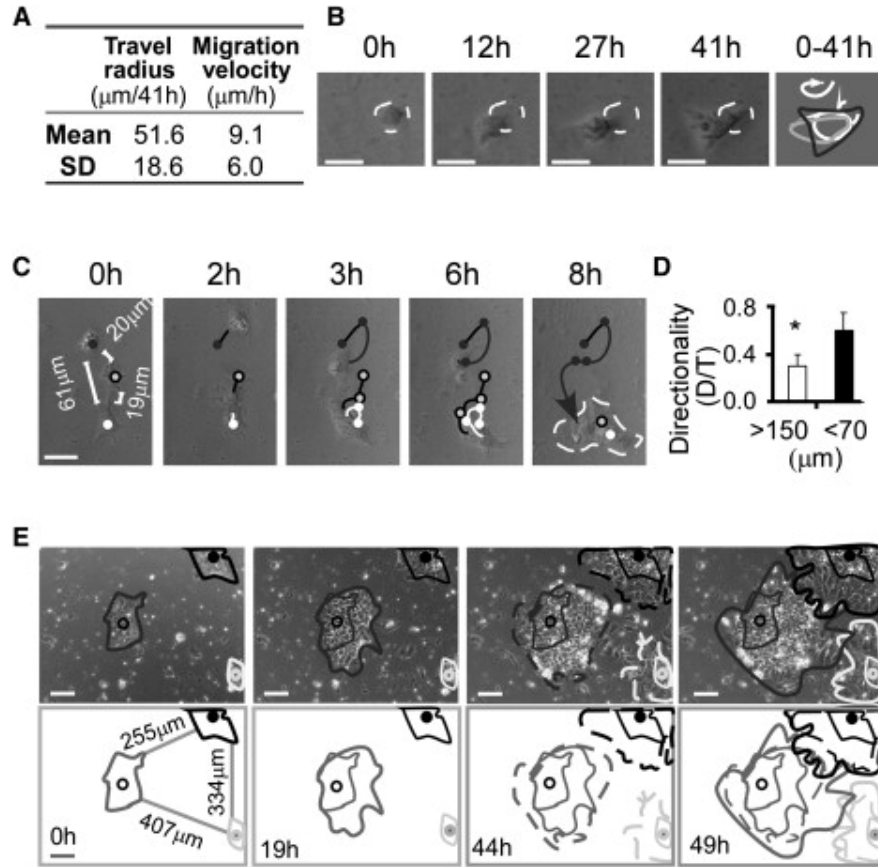 A
Travel Migration
radius velocity
(μm/41h) (μm/h)
Mean 51.6 9.1
SD 18.6 6.0
B
0h 12h 27h 41h 0-41h
C
0h 2h 3h 6h 8h
20μm
61μm
19μm
D
Directionality
(D/T)
0.8
0.4
0.0
*
>150 <70
(μm)
E
255μm
334μm
407μm
0h 19h 44h 49h